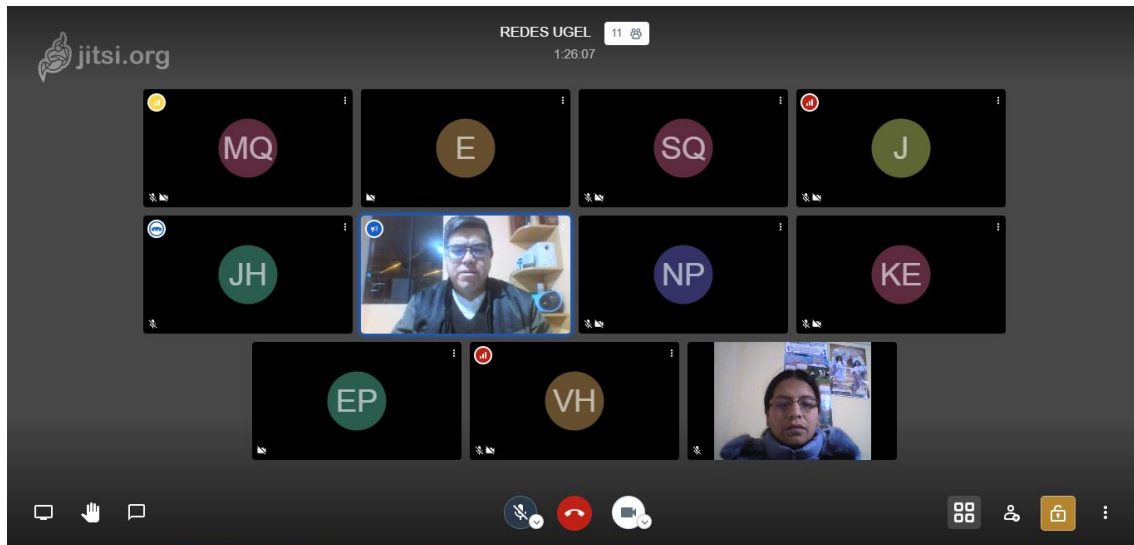 jitsi.org
REDES UGEL 11
1:26:07
MQ
E
SQ
J
JH
NP
KE
EP
VH